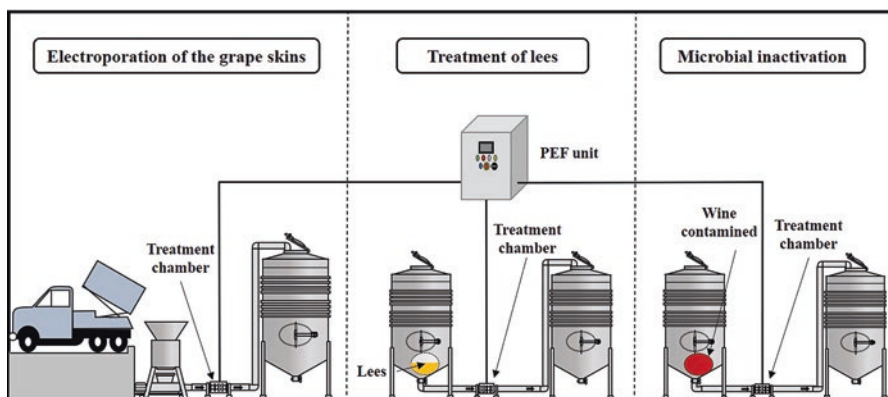 Electroporation of the grape skins
Treatment of lees
Microbial inactivation
PEF unit
Treatment
chamber
Treatment
chamber
Wine
contamined
Treatment
chamber
Lees